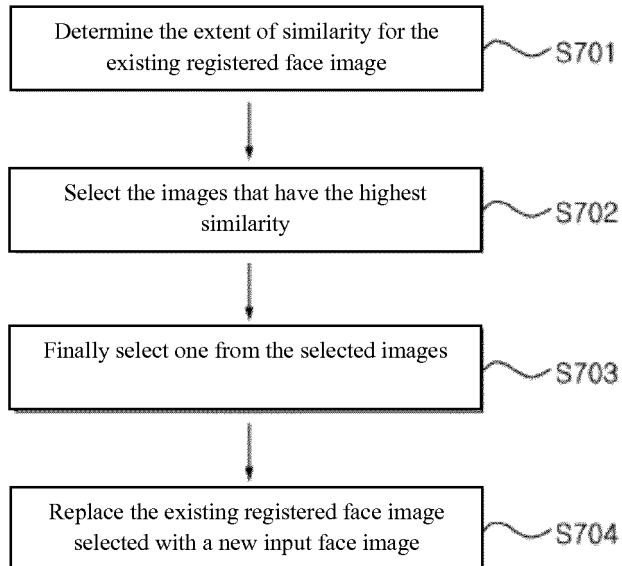 Determine the extent of similarity for the
existing registered face image
S701
Select the images that have the highest
similarity
S702
Finally select one from the selected images
S703
Replace the existing registered face image
selected with a new input face image
S704